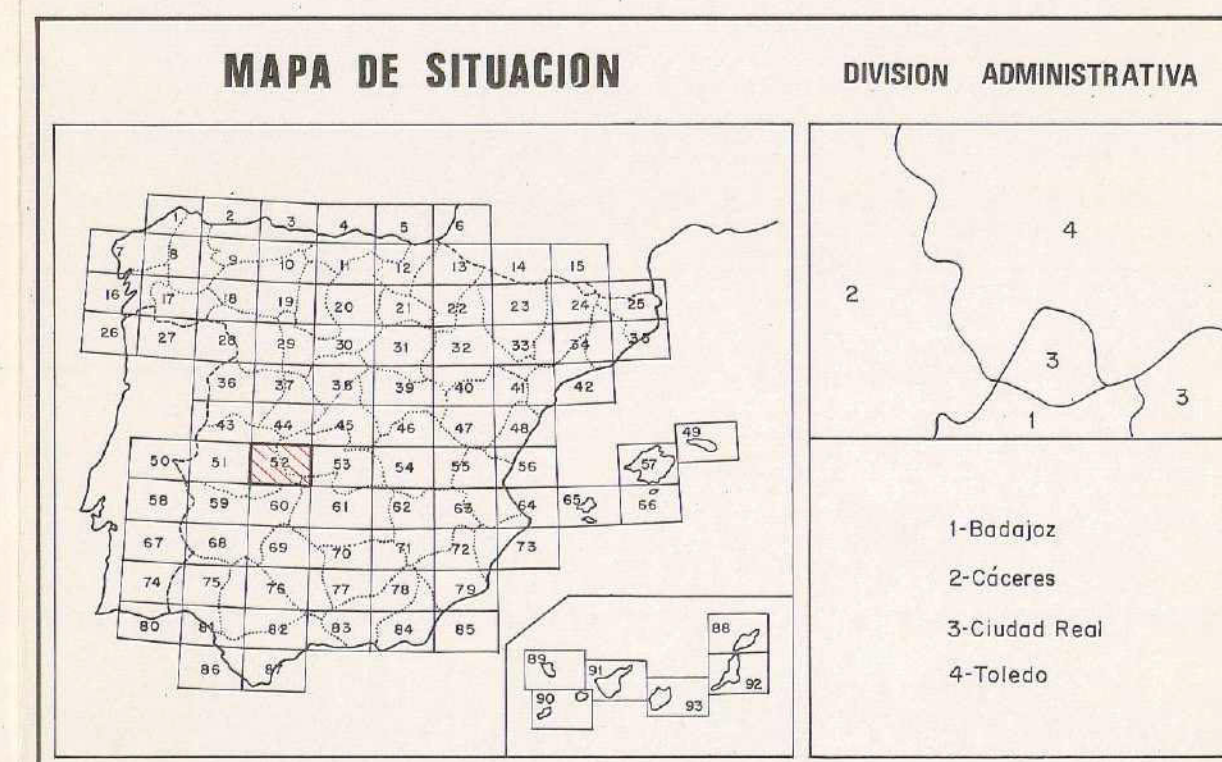 MAPA DE SITUACION
DIVISION ADMINISTRATIVA
1 2 3 4 5 6
7 8 9 10 11 12 13 14 15
16 17 18 19 20 21 22 23 24 25
26 27 28 29 30 31 32 33 34 35
36 37 38 39 40 41 42
43 44 45 46 47 48 49
50 51 52 53 54 55 56 57
58 59 60 61 62 63 64 65 66
67 68 69 70 71 72 73
74 75 76 77 78 79
80 81 82 83 84 85
86 87
88
89 91
90 93 92
4
2
3
3
1
1-Badajoz
2-Cáceres
3-Ciudad Real
4-Toledo